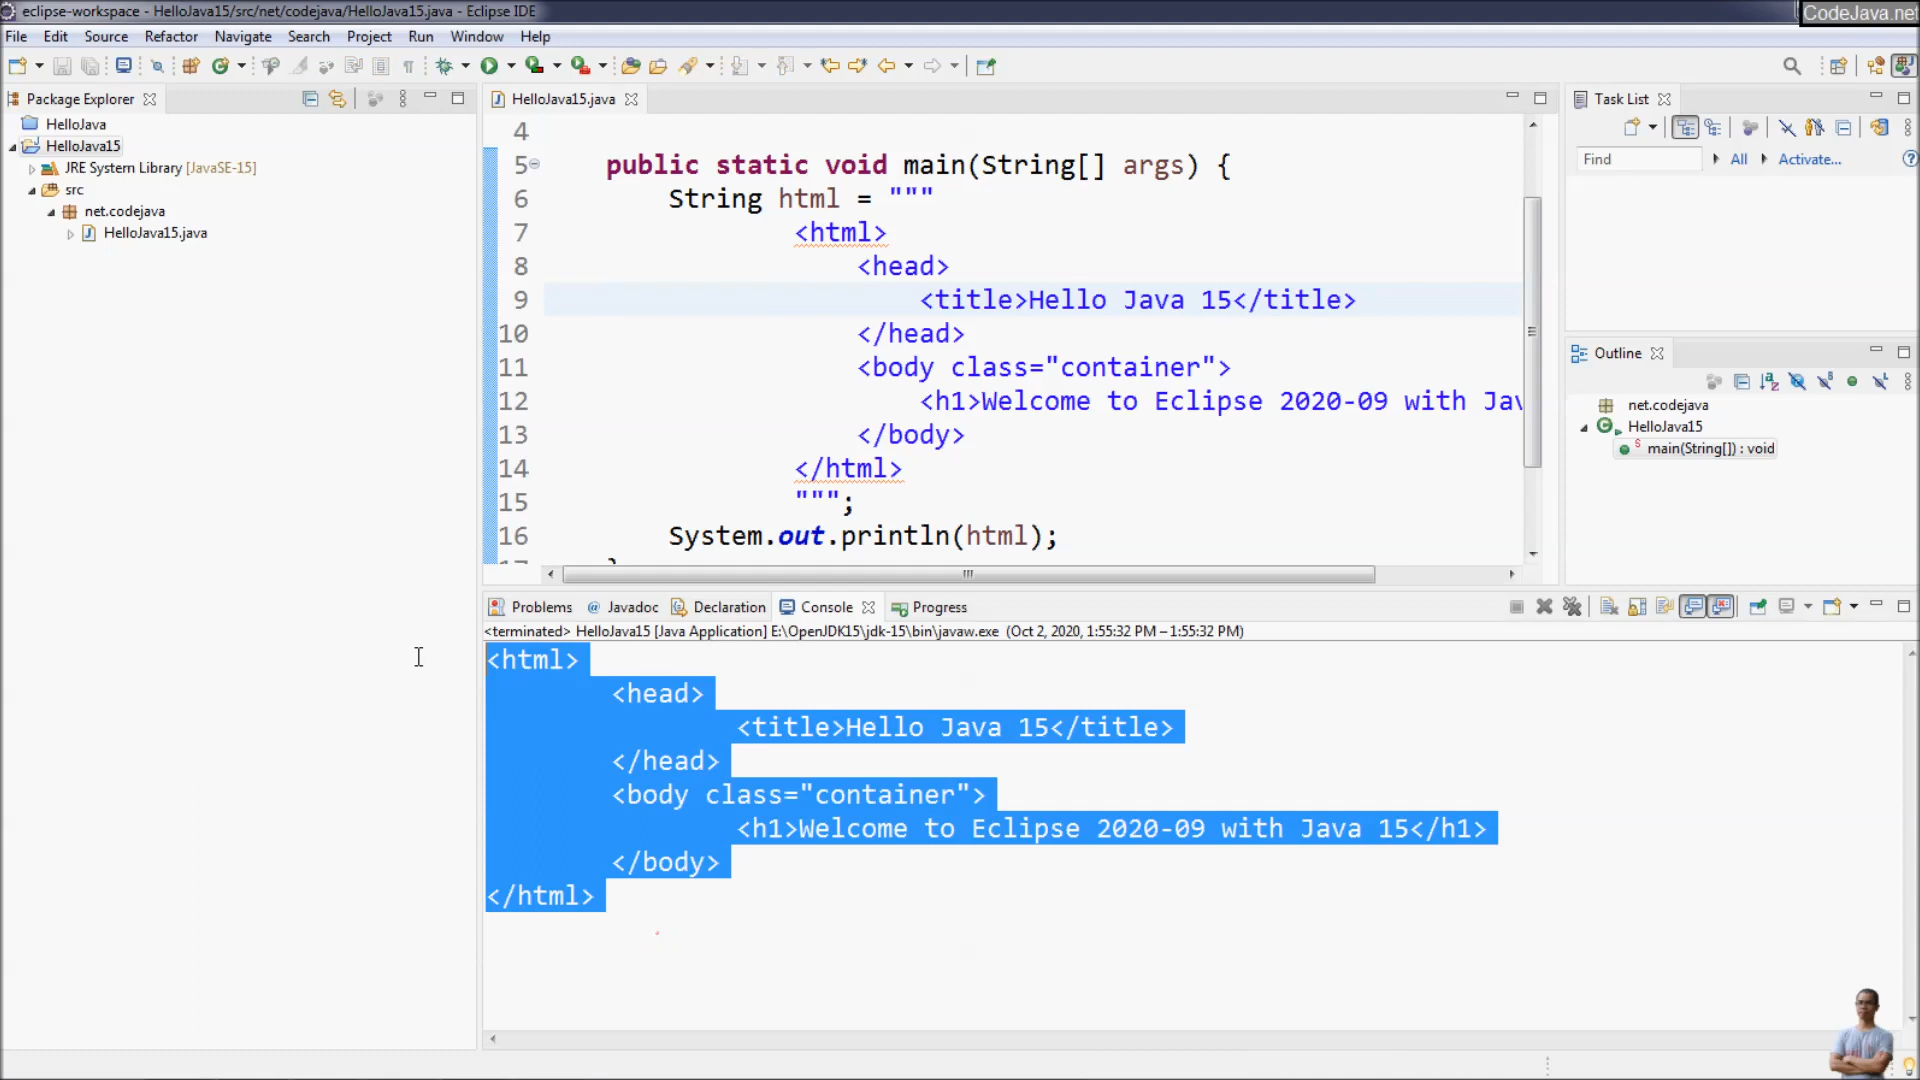 eclipse-workspace - HelloJava15/src/net/codejava/HelloJava15.java - Eclipse IDE
CodeJava.net
File Edit Source Refactor Navigate Search Project Run Window Help
Package Explorer
HelloJava
HelloJava15
JRE System Library [JavaSE-15]
src
net.codejava
HelloJava15.java
HelloJava15.java
4
5 public static void main(String[] args) {
6 String html = """
7 <html>
8 <head>
9 <title>Hello Java 15</title>
10 </head>
11 <body class="container">
12 <h1>Welcome to Eclipse 2020-09 with Jav
13 </body>
14 </html>
15 """;
16 System.out.println(html);
Task List
Find All Activate...
Outline
net.codejava
HelloJava15
main(String[]) : void
Problems Javadoc Declaration Console Progress
<terminated> HelloJava15 [Java Application] E:\OpenJDK15\jdk-15\bin\javaw.exe (Oct 2, 2020, 1:55:32 PM – 1:55:32 PM)
<html>
<head>
<title>Hello Java 15</title>
</head>
<body class="container">
<h1>Welcome to Eclipse 2020-09 with Java 15</h1>
</body>
</html>